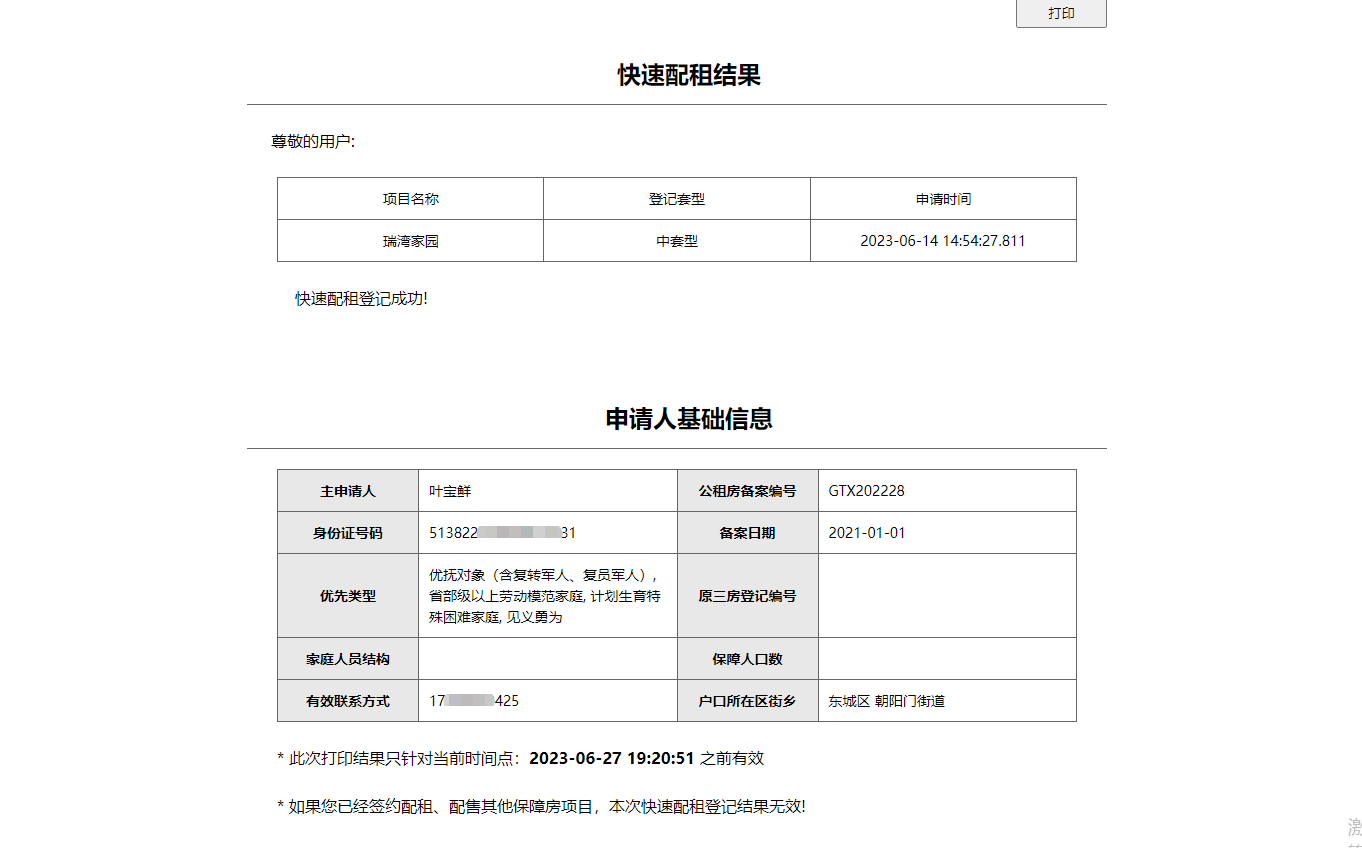 打印
快速配租结果
尊敬的用户:
项目名称 登记套型 申请时间
瑞湾家园 中套型 2023-06-14 14:54:27.811
快速配租登记成功!
申请人基础信息
主申请人 叶宝鲜 公租房备案编号 GTX202228
身份证号码 513822 31 备案日期 2021-01-01
优先类型 优抚对象（含复转军人、复员军人）,
省部级以上劳动模范家庭, 计划生育特
殊困难家庭, 见义勇为
原三房登记编号
家庭人员结构 保障人口数
有效联系方式 17 425 户口所在区街乡 东城区 朝阳门街道
* 此次打印结果只针对当前时间点：2023-06-27 19:20:51 之前有效
* 如果您已经签约配租、配售其他保障房项目，本次快速配租登记结果无效!
激